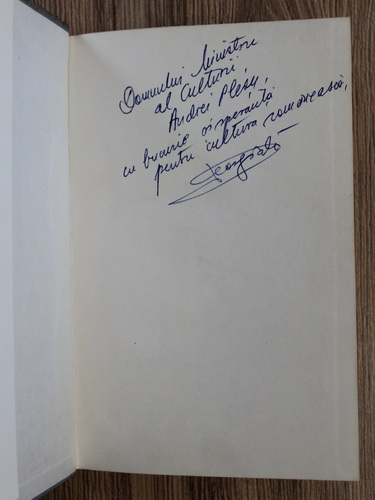 Domnului Ministru
al Culturii,
Andrei Pleșu,
cu bucurie și speranță
pentru cultura românească,